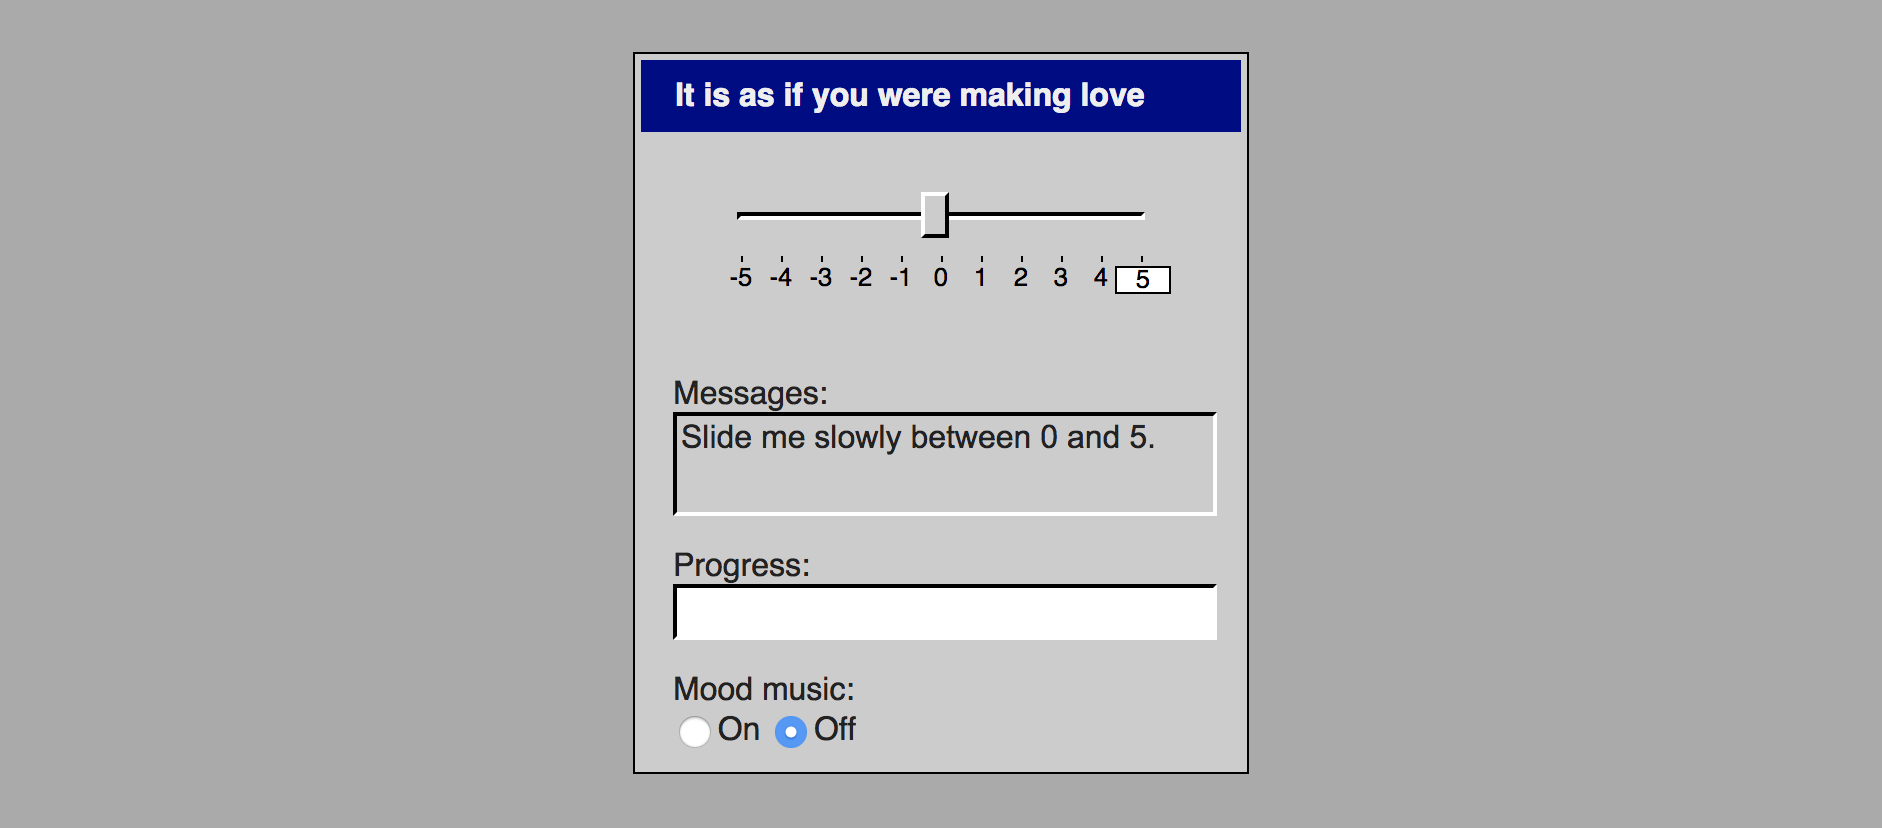 It is as if you were making love
-5 -4 -3 -2 -1 0 1 2 3 4 5
Messages:
Slide me slowly between 0 and 5.
Progress:
Mood music:
On Off